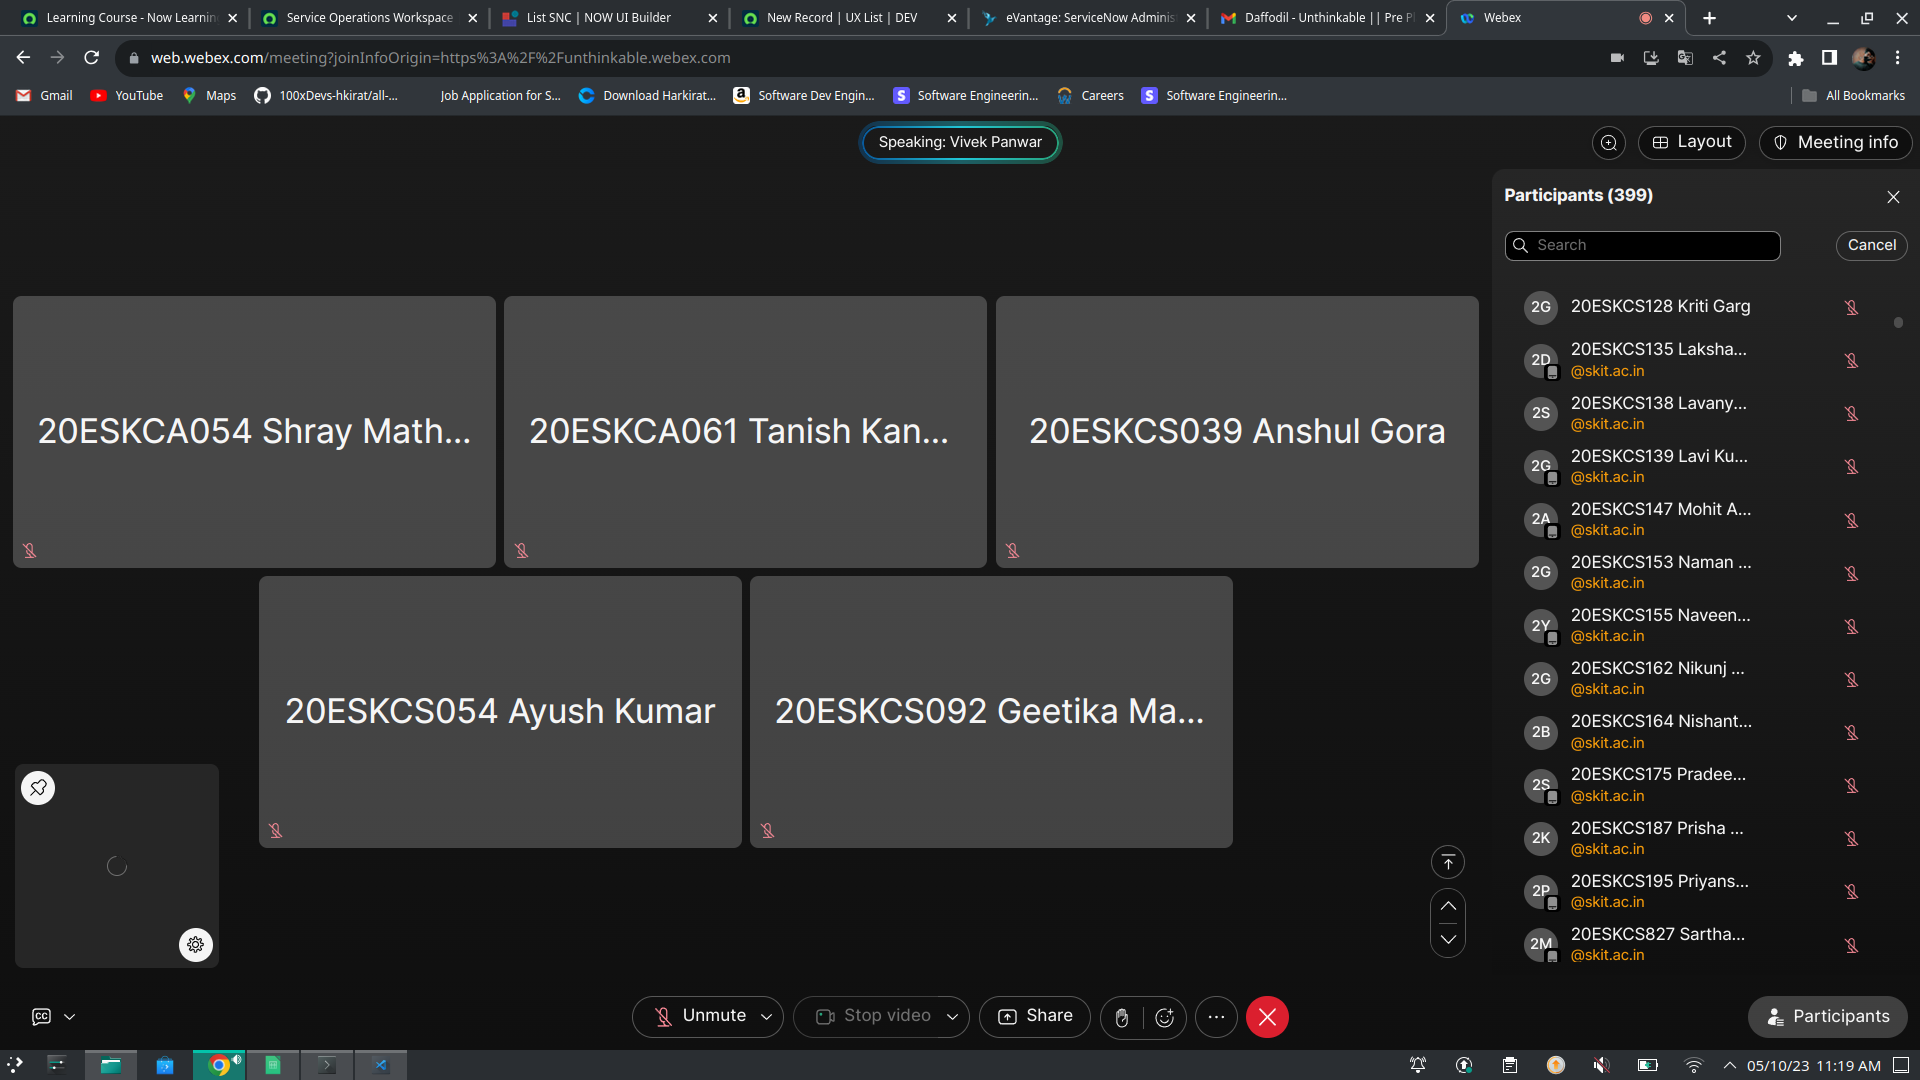 Learning Course - Now Learnin
Service Operations Workspace
List SNC | NOW UI Builder
New Record | UX List | DEV
eVantage: ServiceNow Adminis
Daffodil - Unthinkable || Pre Pl
Webex
web.webex.com/meeting?joinInfoOrigin=https%3A%2F%2Funthinkable.webex.com
Gmail
YouTube
Maps
100xDevs-hkirat/all-...
Job Application for S...
Download Harkirat...
Software Dev Engin...
Software Engineerin...
Careers
Software Engineerin...
All Bookmarks
Speaking: Vivek Panwar
Layout
Meeting info
20ESKCA054 Shray Math...
20ESKCA061 Tanish Kan...
20ESKCS039 Anshul Gora
20ESKCS054 Ayush Kumar
20ESKCS092 Geetika Ma...
Participants (399)
Search
Cancel
2G
20ESKCS128 Kriti Garg
2D
20ESKCS135 Laksha...
@skit.ac.in
2S
20ESKCS138 Lavany...
@skit.ac.in
2G
20ESKCS139 Lavi Ku...
@skit.ac.in
2A
20ESKCS147 Mohit A...
@skit.ac.in
2G
20ESKCS153 Naman ...
@skit.ac.in
2Y
20ESKCS155 Naveen...
@skit.ac.in
2G
20ESKCS162 Nikunj ...
@skit.ac.in
2B
20ESKCS164 Nishant...
@skit.ac.in
2S
20ESKCS175 Pradee...
@skit.ac.in
2K
20ESKCS187 Prisha ...
@skit.ac.in
2P
20ESKCS195 Priyans...
@skit.ac.in
2M
20ESKCS827 Sartha...
@skit.ac.in
CC
Unmute
Stop video
Share
Participants
05/10/23 11:19 AM